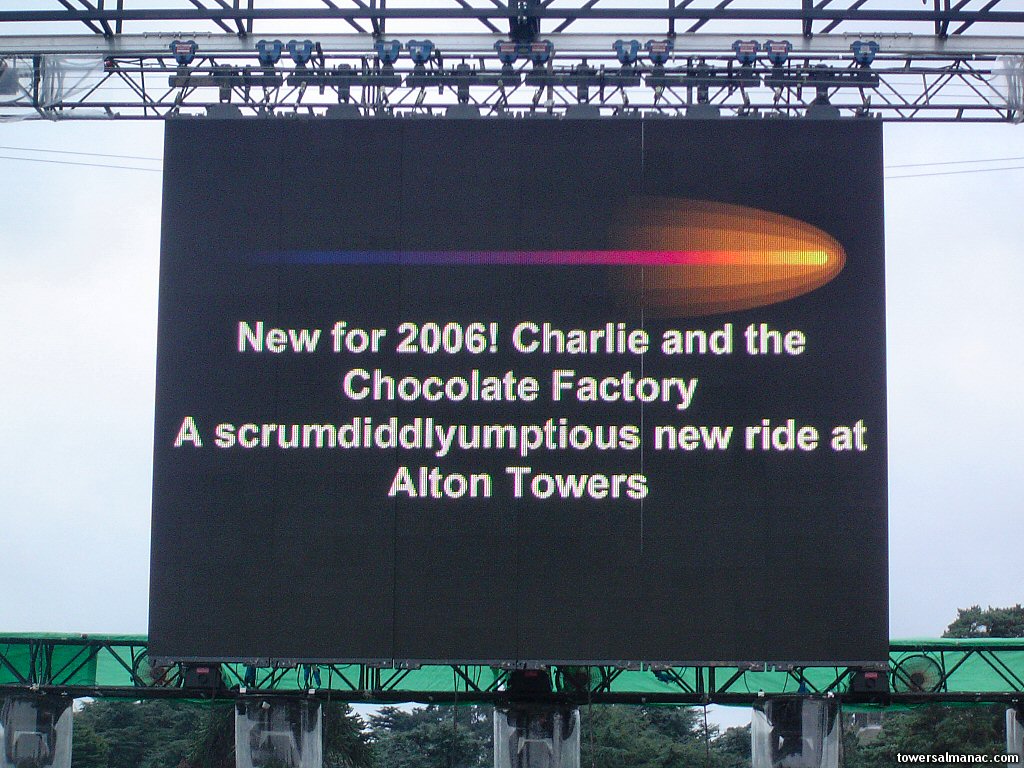 New for 2006! Charlie and the
Chocolate Factory
A scrumdiddlyumptious new ride at
Alton Towers
towersalmanac.com